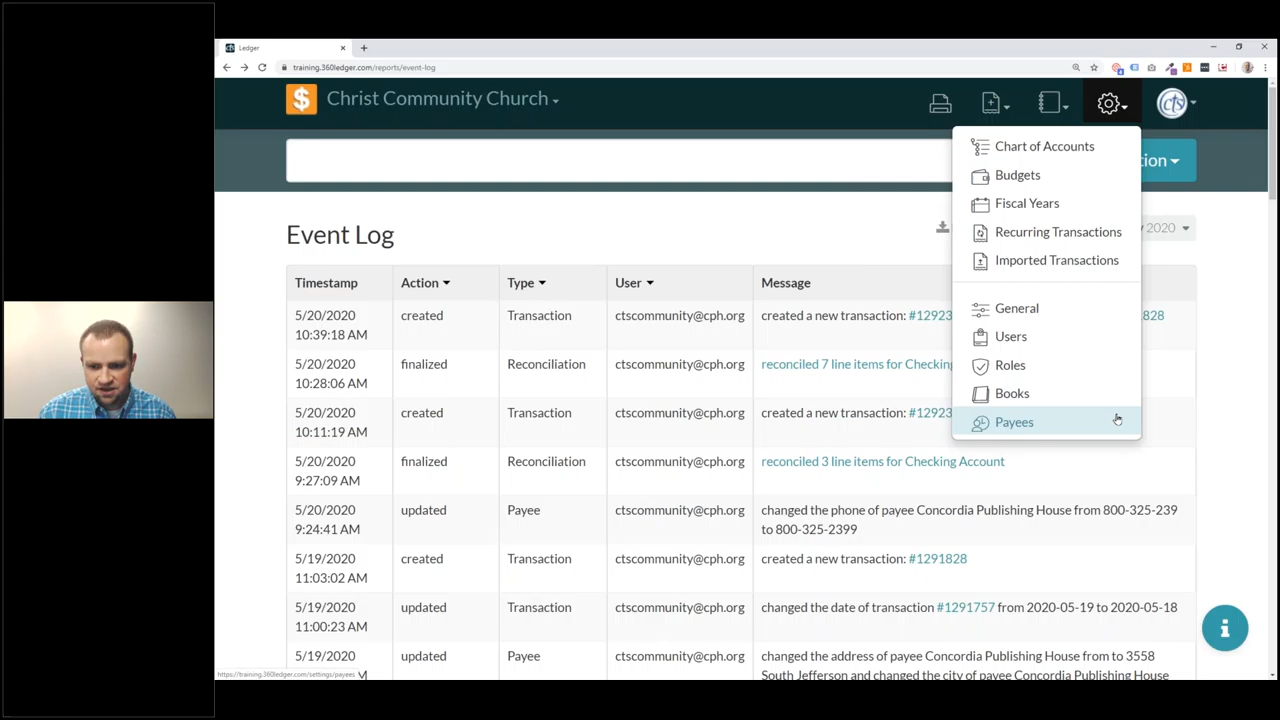 Ledger
training.360ledger.com/reports/event-log
$ Christ Community Church
cts
Chart of Accounts
Budgets
Fiscal Years
Recurring Transactions
Imported Transactions
General
Users
Roles
Books
Payees
tion
2020
Event Log
Timestamp Action Type User Message
5/20/2020 created Transaction ctscommunity@cph.org created a new transaction: #12923 828
10:39:18 AM
5/20/2020 finalized Reconciliation ctscommunity@cph.org reconciled 7 line items for Checking
10:28:06 AM
5/20/2020 created Transaction ctscommunity@cph.org created a new transaction: #12923
10:11:19 AM
5/20/2020 finalized Reconciliation ctscommunity@cph.org reconciled 3 line items for Checking Account
9:27:09 AM
5/20/2020 updated Payee ctscommunity@cph.org changed the phone of payee Concordia Publishing House from 800-325-239
9:24:41 AM to 800-325-2399
5/19/2020 created Transaction ctscommunity@cph.org created a new transaction: #1291828
11:03:02 AM
5/19/2020 updated Transaction ctscommunity@cph.org changed the date of transaction #1291757 from 2020-05-19 to 2020-05-18
11:00:23 AM
5/19/2020 updated Payee ctscommunity@cph.org changed the address of payee Concordia Publishing House from to 3558
South Jefferson and changed the city of payee Concordia Publishing House
https://training.360ledger.com/settings/payees